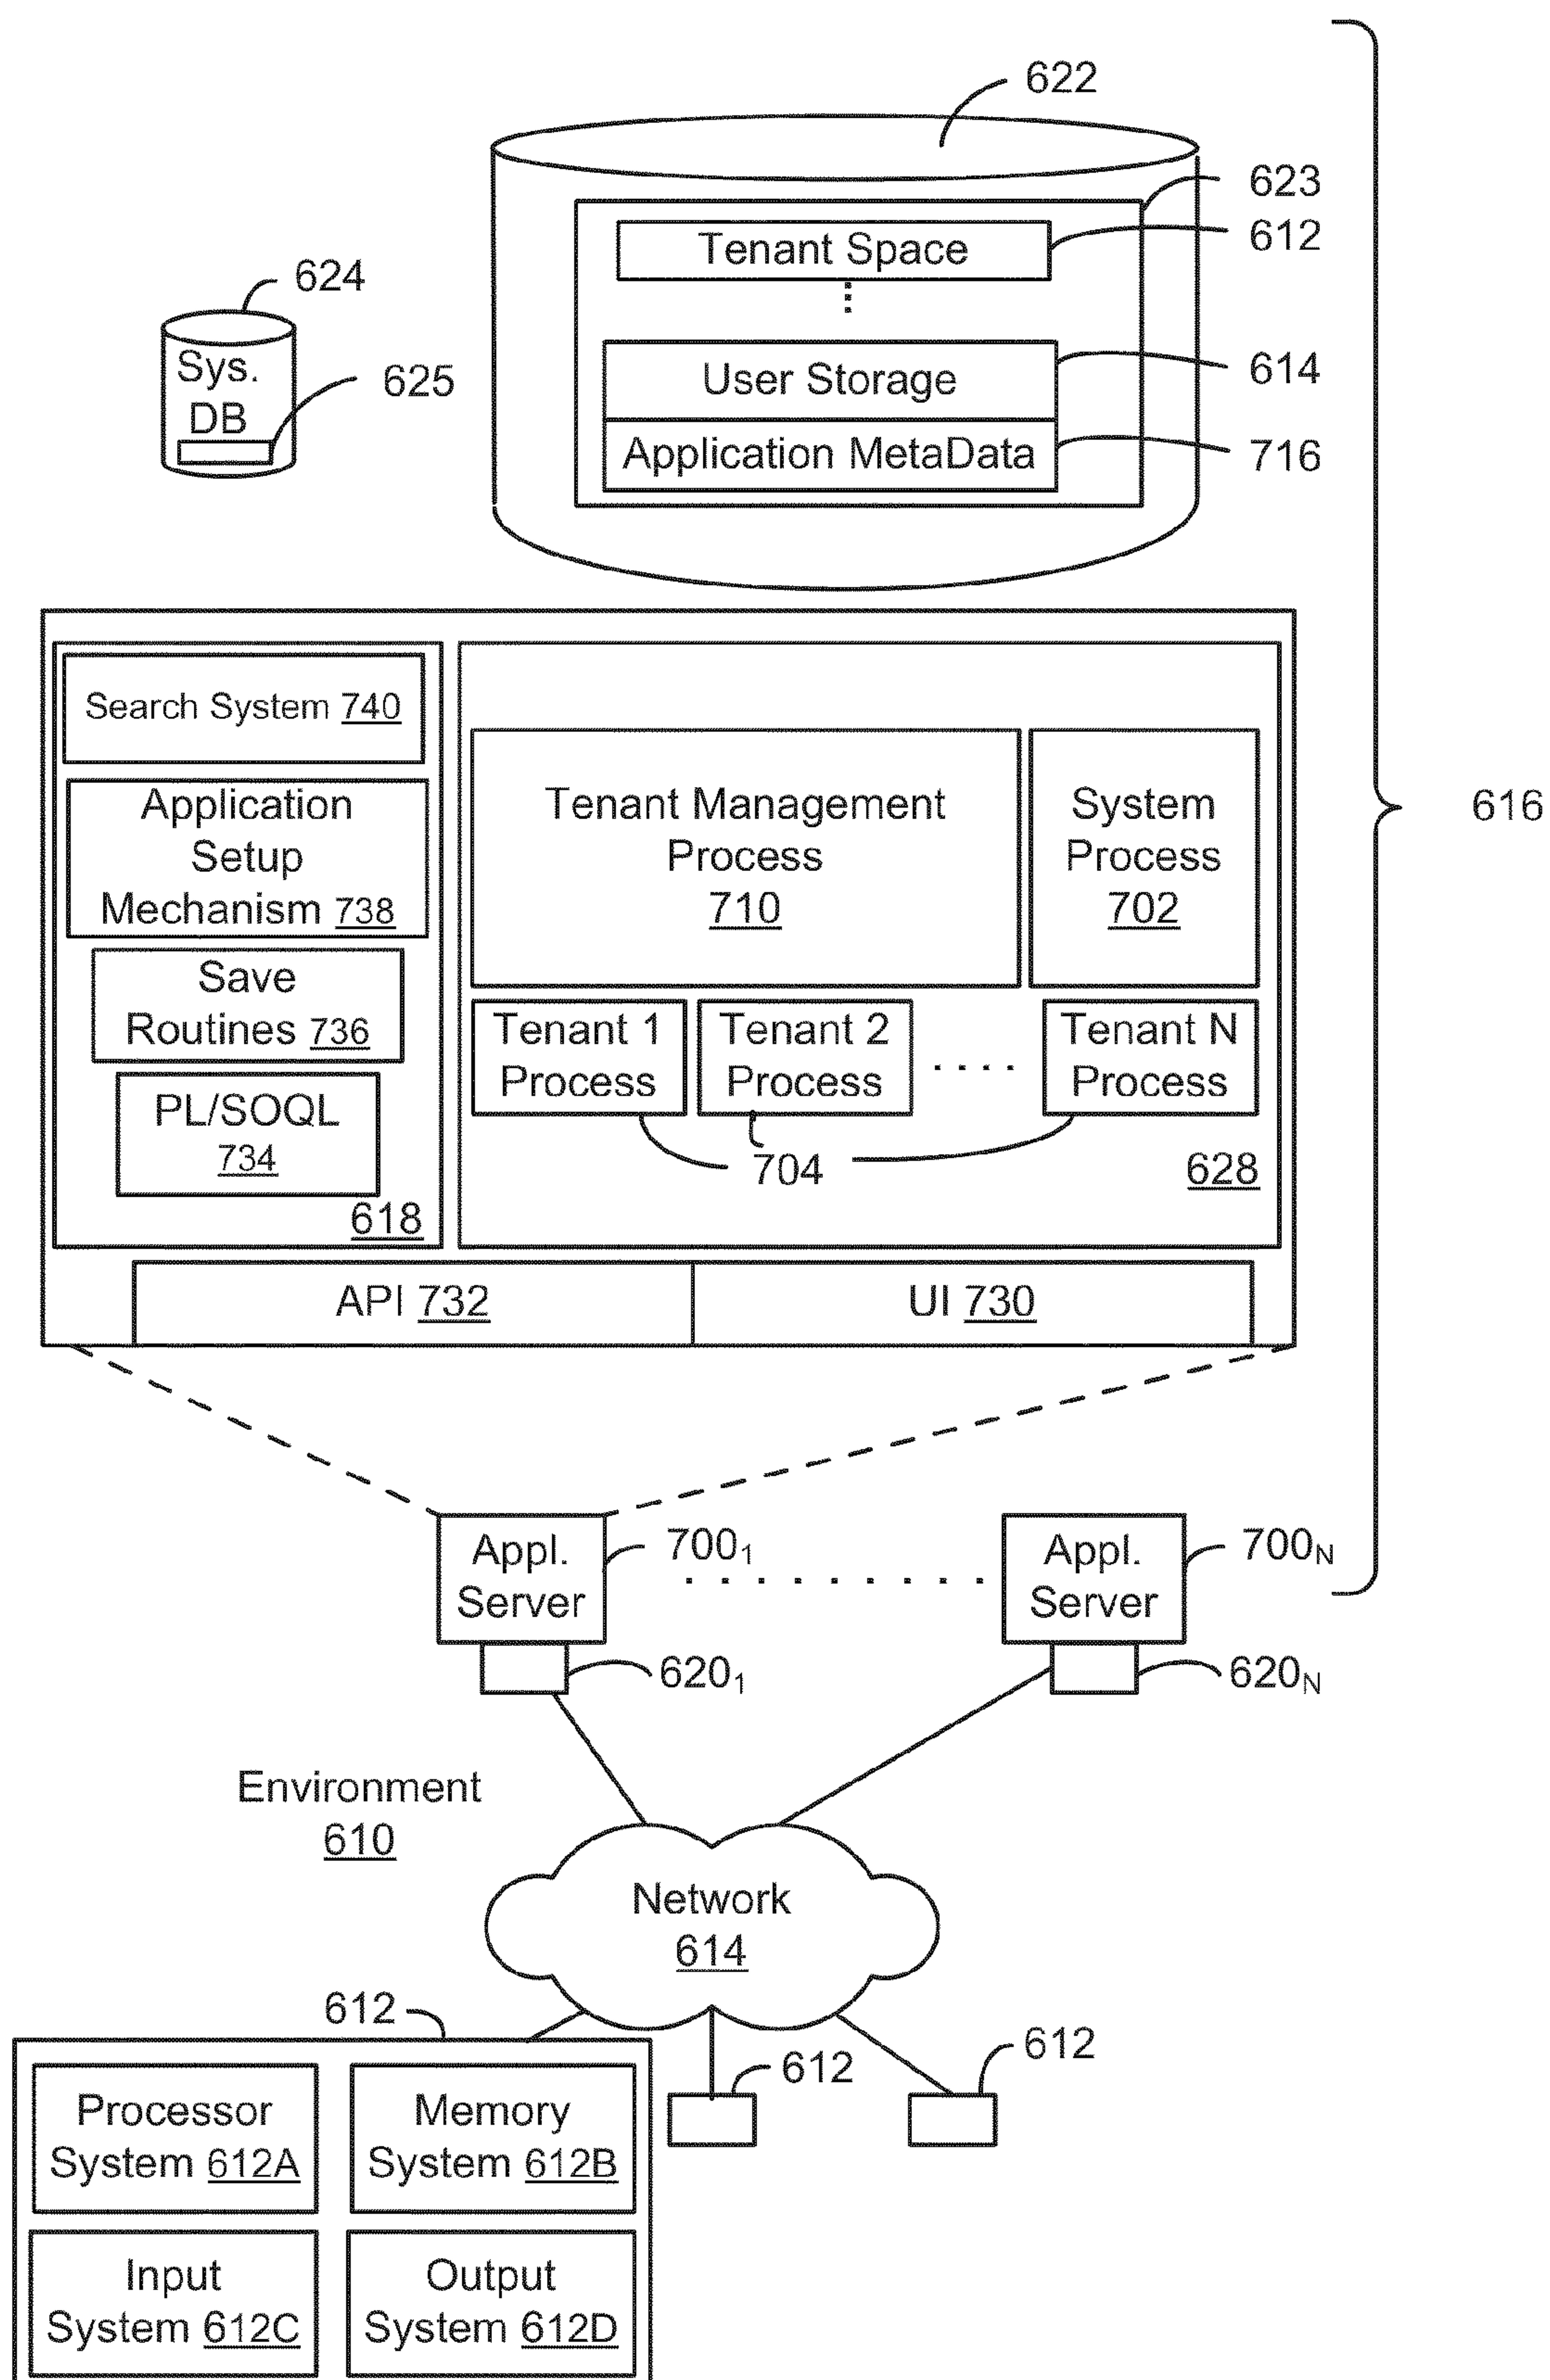 622
623
Tenant Space
612
624
Sys.
DB
625
User Storage
614
Application MetaData
716
616
Search System 740
Application
Setup
Mechanism 738
Save
Routines 736
PL/SOQL
734
618
Tenant Management
Process
710
System
Process
702
Tenant 1
Process
Tenant 2
Process
. . . .
Tenant N
Process
704
628
API 732
UI 730
Appl.
Server
700₁
. . . . . . . . .
Appl.
Server
700N
620₁
620N
Environment
610
Network
614
612
612
612
Processor
System 612A
Memory
System 612B
Input
System 612C
Output
System 612D